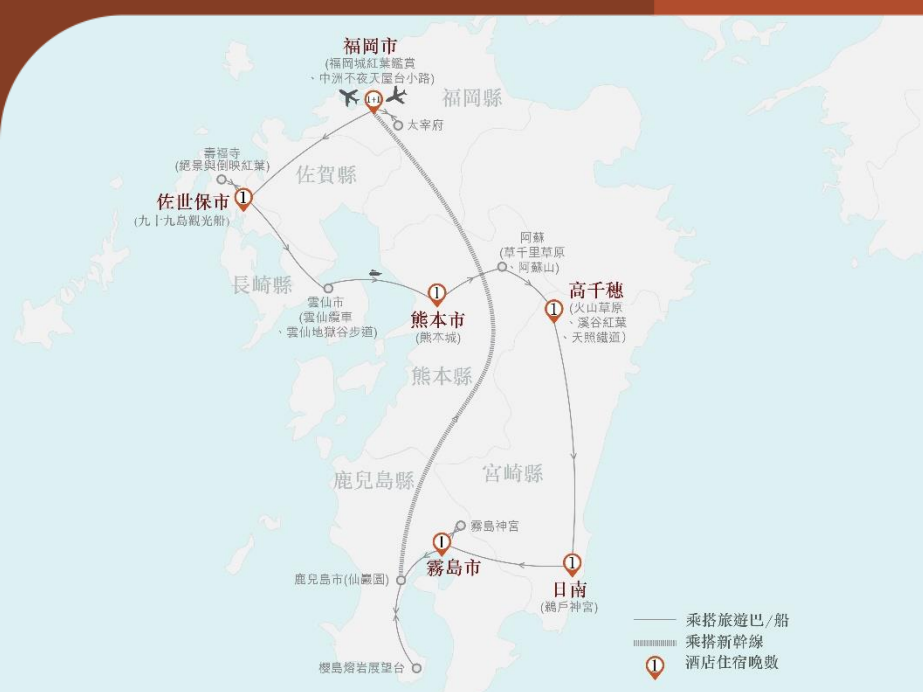 福岡市
(福岡城紅葉鑑賞
、中洲不夜天屋台小路)
1+1
福岡縣
太宰府
壽福寺
(絕景與倒映紅葉)
佐賀縣
佐世保市
1
(九十九島觀光船)
阿蘇
(草千里草原
、阿蘇山)
長崎縣
雲仙市
(雲仙纜車
、雲仙地獄谷步道)
1
熊本市
(熊本城)
高千穗
1
(火山草原
、溪谷紅葉
、天照鐵道)
熊本縣
鹿兒島縣
宮崎縣
霧島神宮
1
霧島市
鹿兒島市(仙巖園)
1
日南
(鵜戶神宮)
櫻島熔岩展望台
乘搭旅遊巴/船
乘搭新幹線
1
酒店住宿晚數